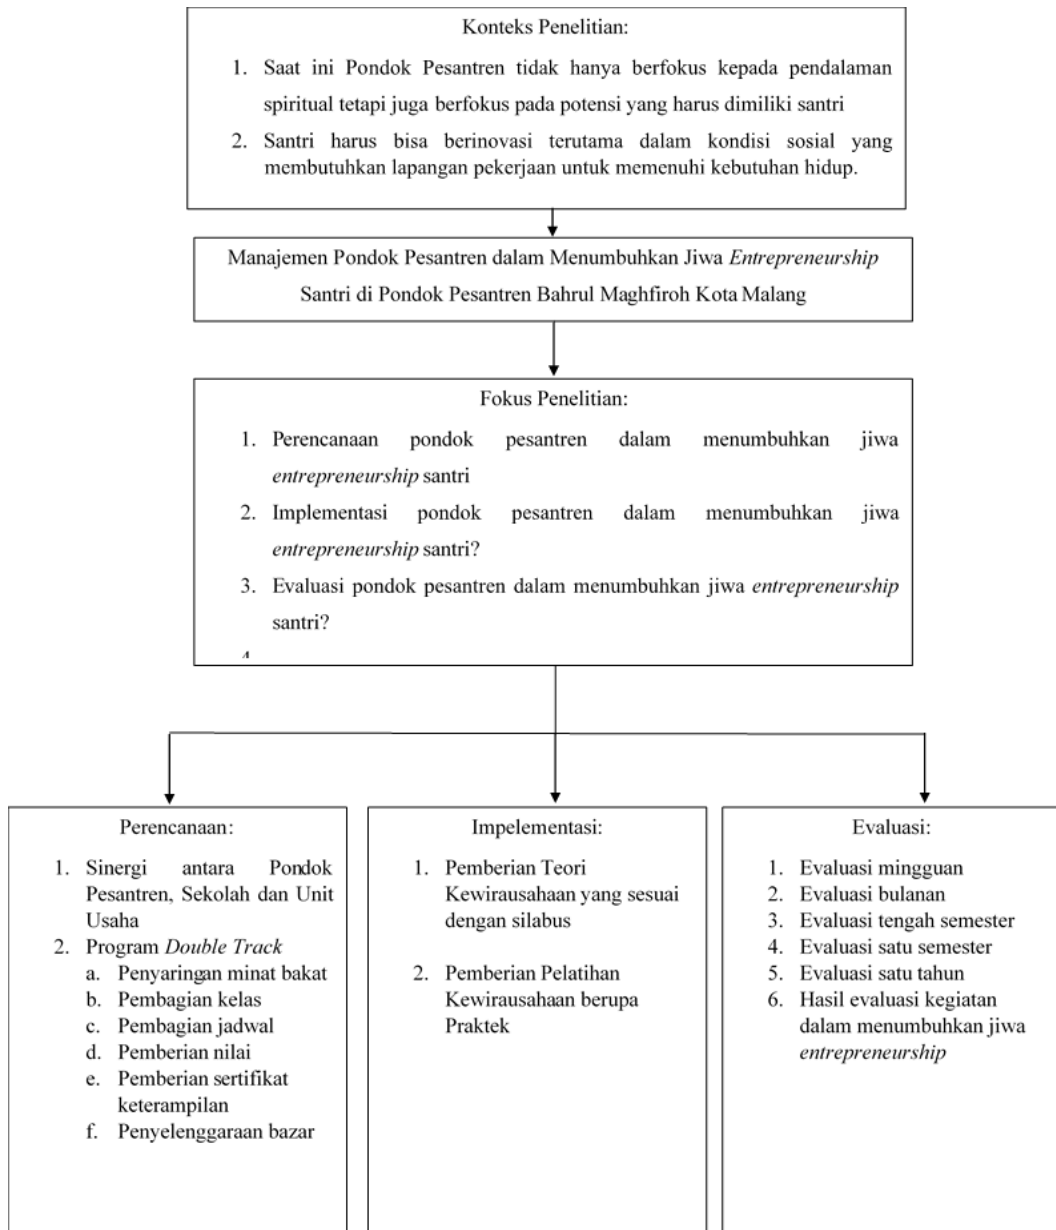 Konteks Penelitian:
1. Saat ini Pondok Pesantren tidak hanya berfokus kepada pendalaman
spiritual tetapi juga berfokus pada potensi yang harus dimiliki santri
2. Santri harus bisa berinovasi terutama dalam kondisi sosial yang
membutuhkan lapangan pekerjaan untuk memenuhi kebutuhan hidup.
Manajemen Pondok Pesantren dalam Menumbuhkan Jiwa Entrepreneurship
Santri di Pondok Pesantren Bahrul Maghfiroh Kota Malang
Fokus Penelitian:
1. Perencanaan pondok pesantren dalam menumbuhkan jiwa
entrepreneurship santri
2. Implementasi pondok pesantren dalam menumbuhkan jiwa
entrepreneurship santri?
3. Evaluasi pondok pesantren dalam menumbuhkan jiwa entrepreneurship
santri?
Perencanaan:
1. Sinergi antara Pondok
Pesantren, Sekolah dan Unit
Usaha
2. Program Double Track
a. Penyaringan minat bakat
b. Pembagian kelas
c. Pembagian jadwal
d. Pemberian nilai
e. Pemberian sertifikat
keterampilan
f. Penyelenggaraan bazar
Impelementasi:
1. Pemberian Teori
Kewirausahaan yang sesuai
dengan silabus
2. Pemberian Pelatihan
Kewirausahaan berupa
Praktek
Evaluasi:
1. Evaluasi mingguan
2. Evaluasi bulanan
3. Evaluasi tengah semester
4. Evaluasi satu semester
5. Evaluasi satu tahun
6. Hasil evaluasi kegiatan
dalam menumbuhkan jiwa
entrepreneurship